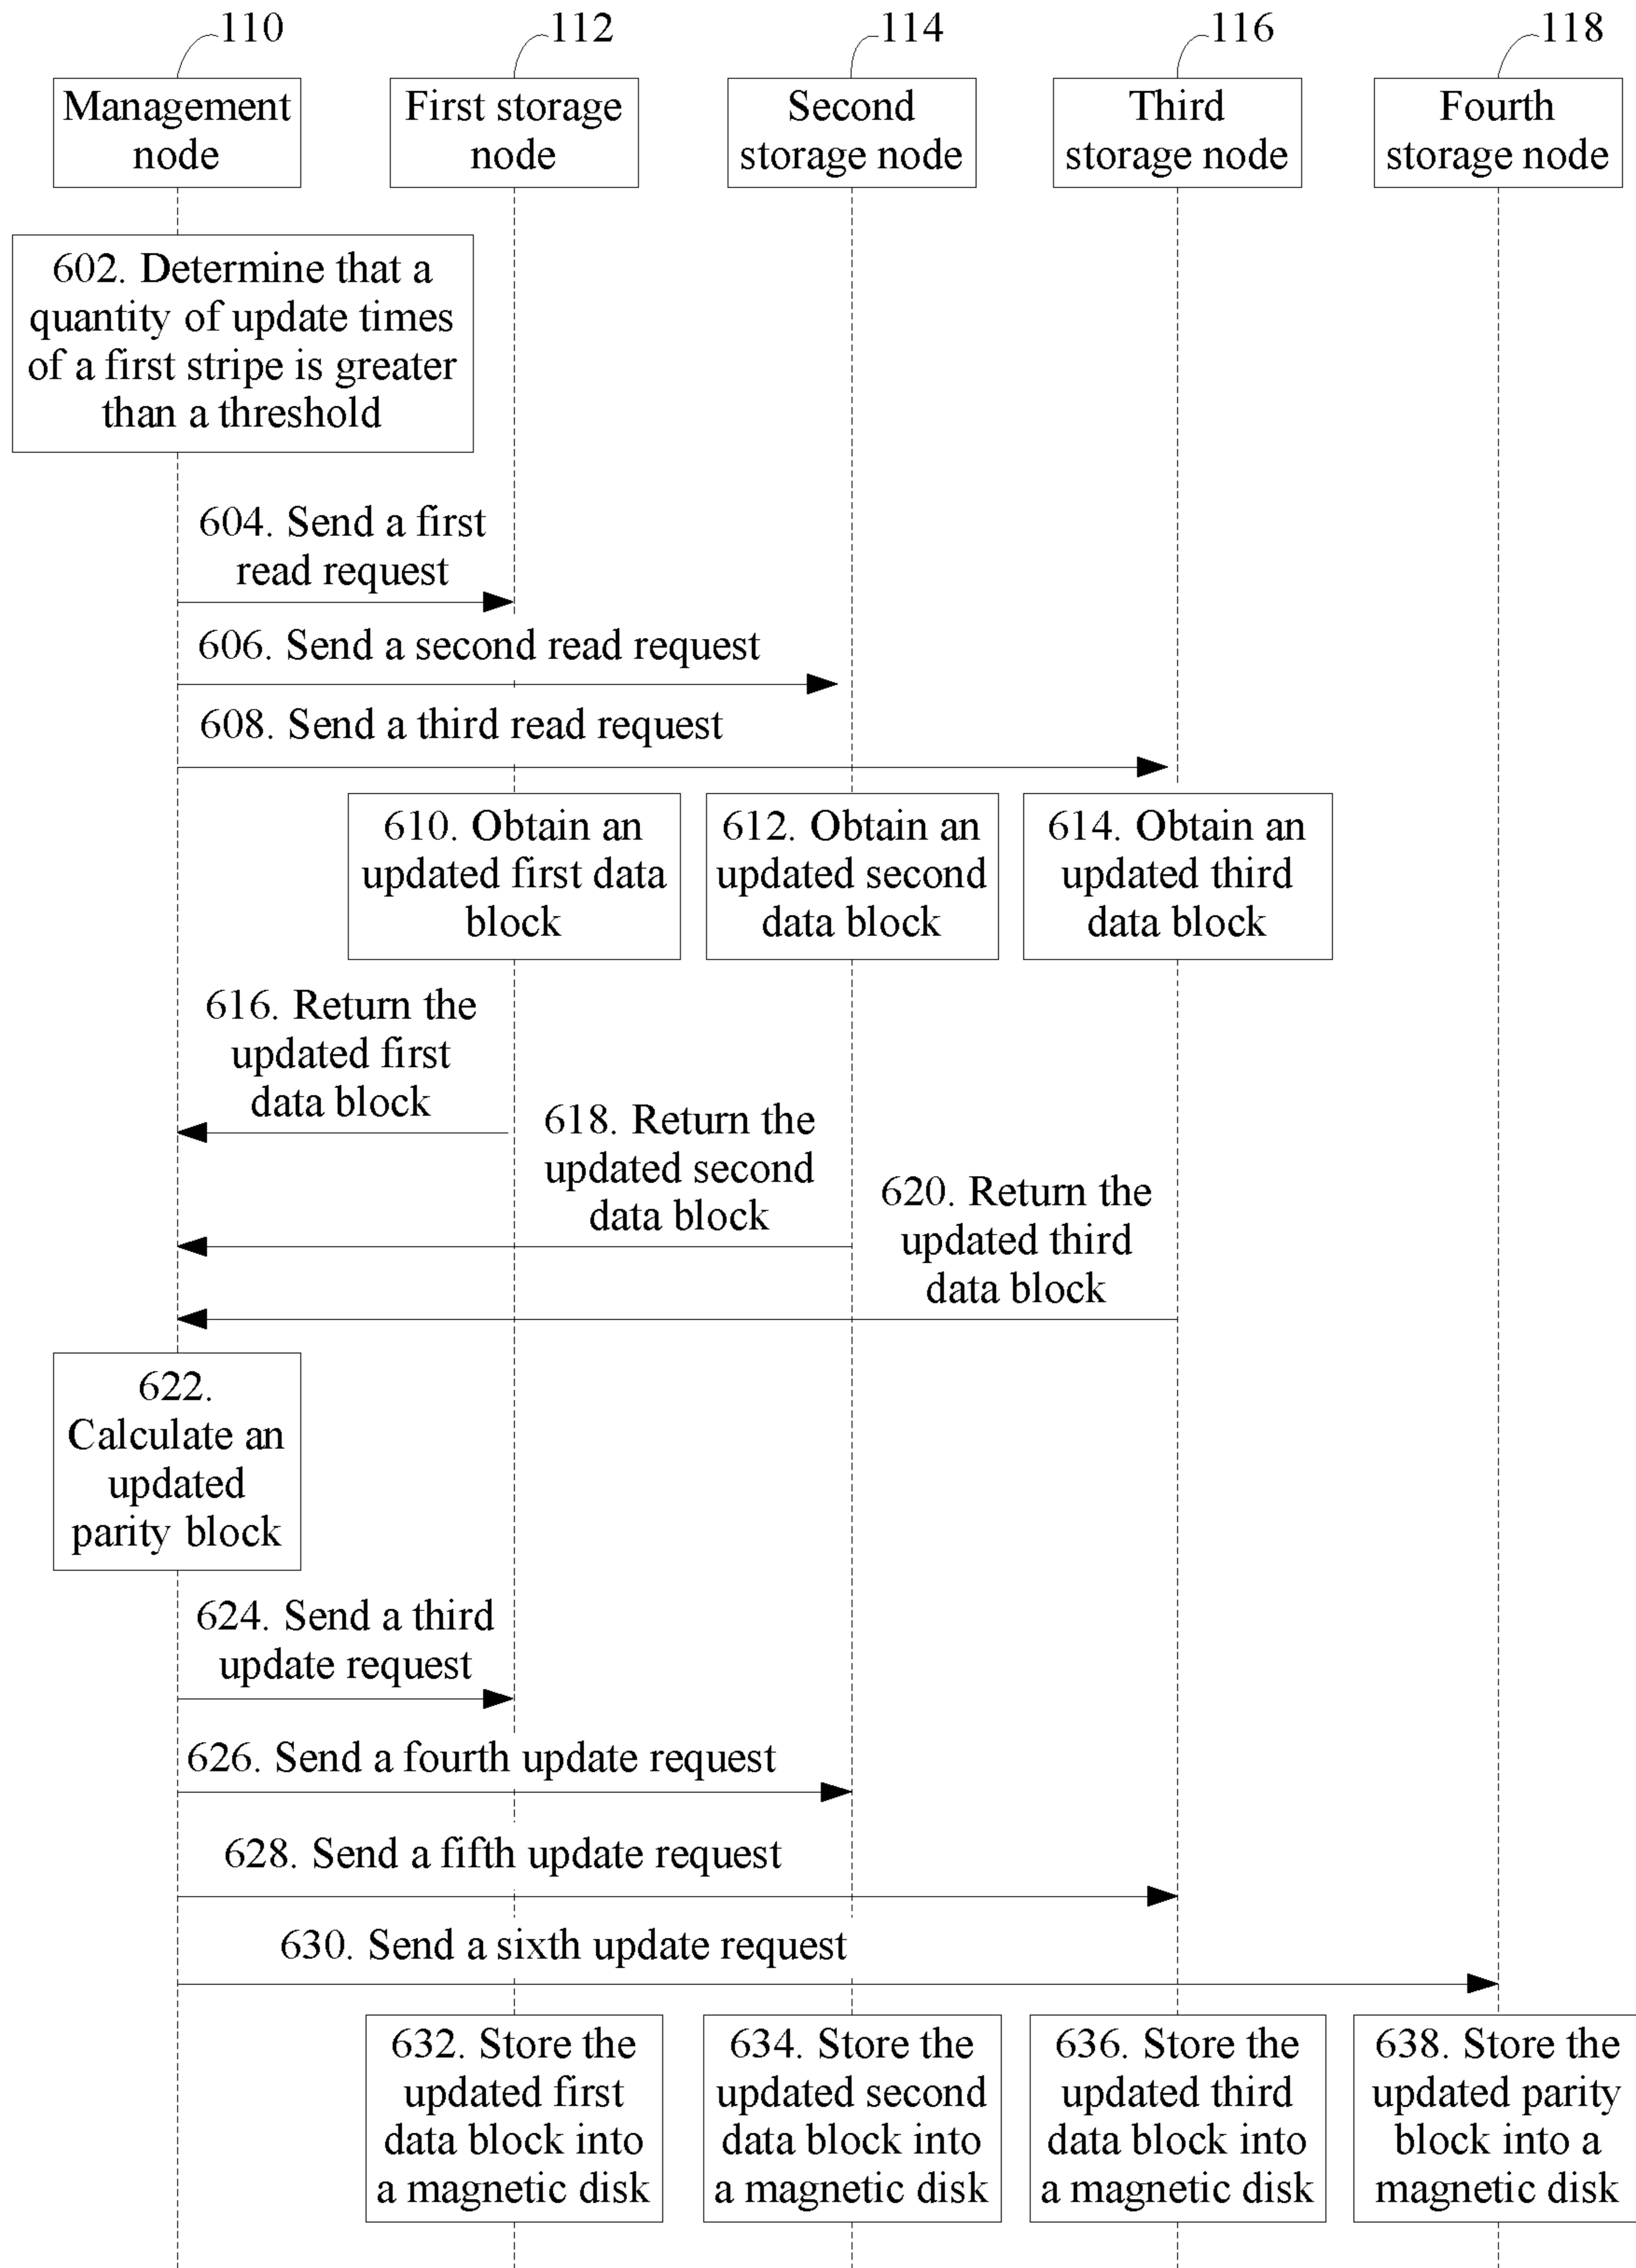 110
112
114
116
118
Management
node
First storage
node
Second
storage node
Third
storage node
Fourth
storage node
602. Determine that a
quantity of update times
of a first stripe is greater
than a threshold
604. Send a first
read request
606. Send a second read request
608. Send a third read request
610. Obtain an
updated first data
block
612. Obtain an
updated second
data block
614. Obtain an
updated third
data block
616. Return the
updated first
data block
618. Return the
updated second
data block
620. Return the
updated third
data block
622.
Calculate an
updated
parity block
624. Send a third
update request
626. Send a fourth update request
628. Send a fifth update request
630. Send a sixth update request
632. Store the
updated first
data block into
a magnetic disk
634. Store the
updated second
data block into
a magnetic disk
636. Store the
updated third
data block into
a magnetic disk
638. Store the
updated parity
block into a
magnetic disk